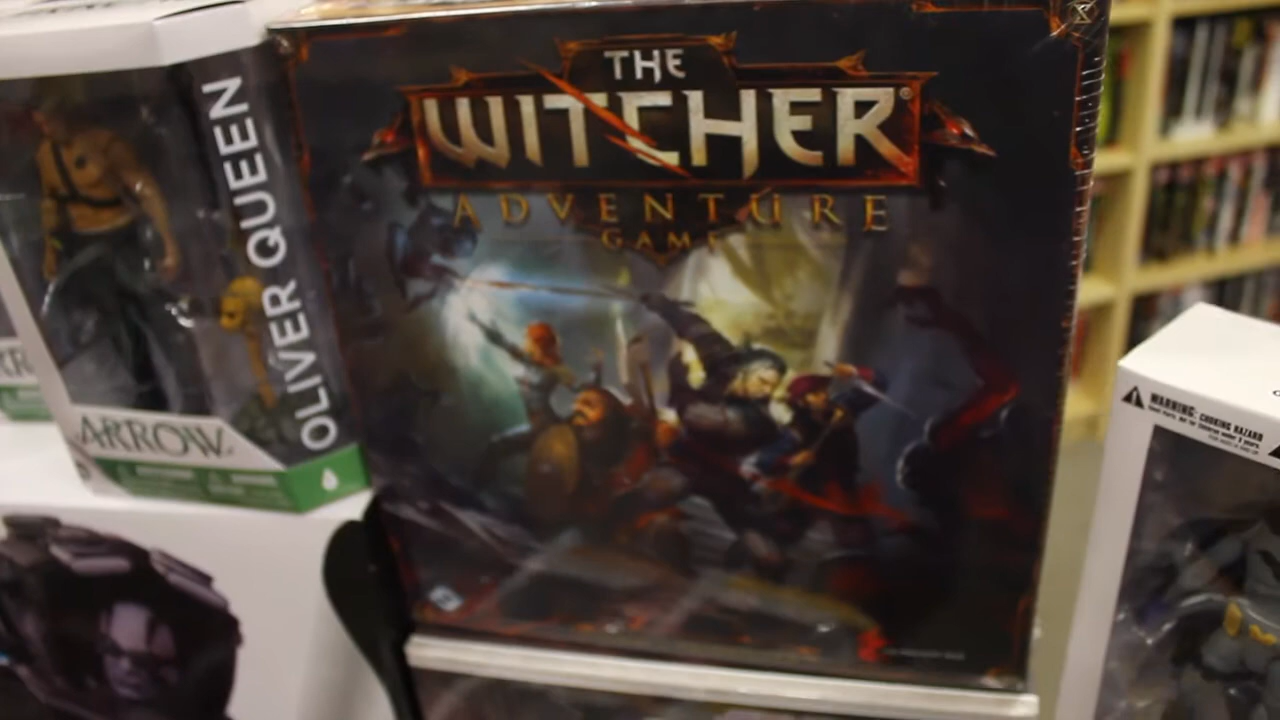 THE
WITCHER®
ADVENTURE
GAME
OLIVER QUEEN
ARROW
WARNING: CHOKING HAZARD